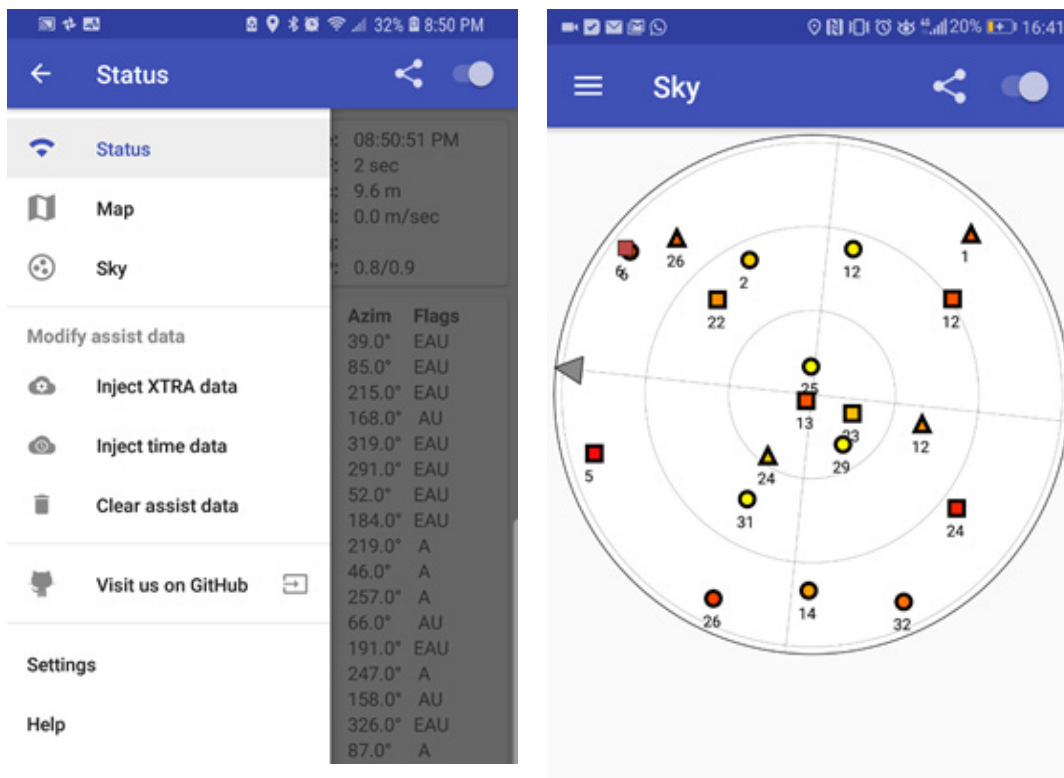 32% 8:50 PM
Status
Status
Map
Sky
Modify assist data
Inject XTRA data
Inject time data
Clear assist data
Visit us on GitHub
Settings
Help
08:50:51 PM
2 sec
9.6 m
0.0 m/sec
0.8/0.9
Azim Flags
39.0° EAU
85.0° EAU
215.0° EAU
168.0° AU
319.0° EAU
291.0° EAU
52.0° EAU
184.0° EAU
219.0° A
46.0° A
257.0° A
66.0° AU
191.0° EAU
247.0° A
158.0° AU
326.0° EAU
87.0° A
20% 16:41
Sky
6 6 26 2 12 1
22 12
25
13 23 12
5 24 29
31 24
26 14 32